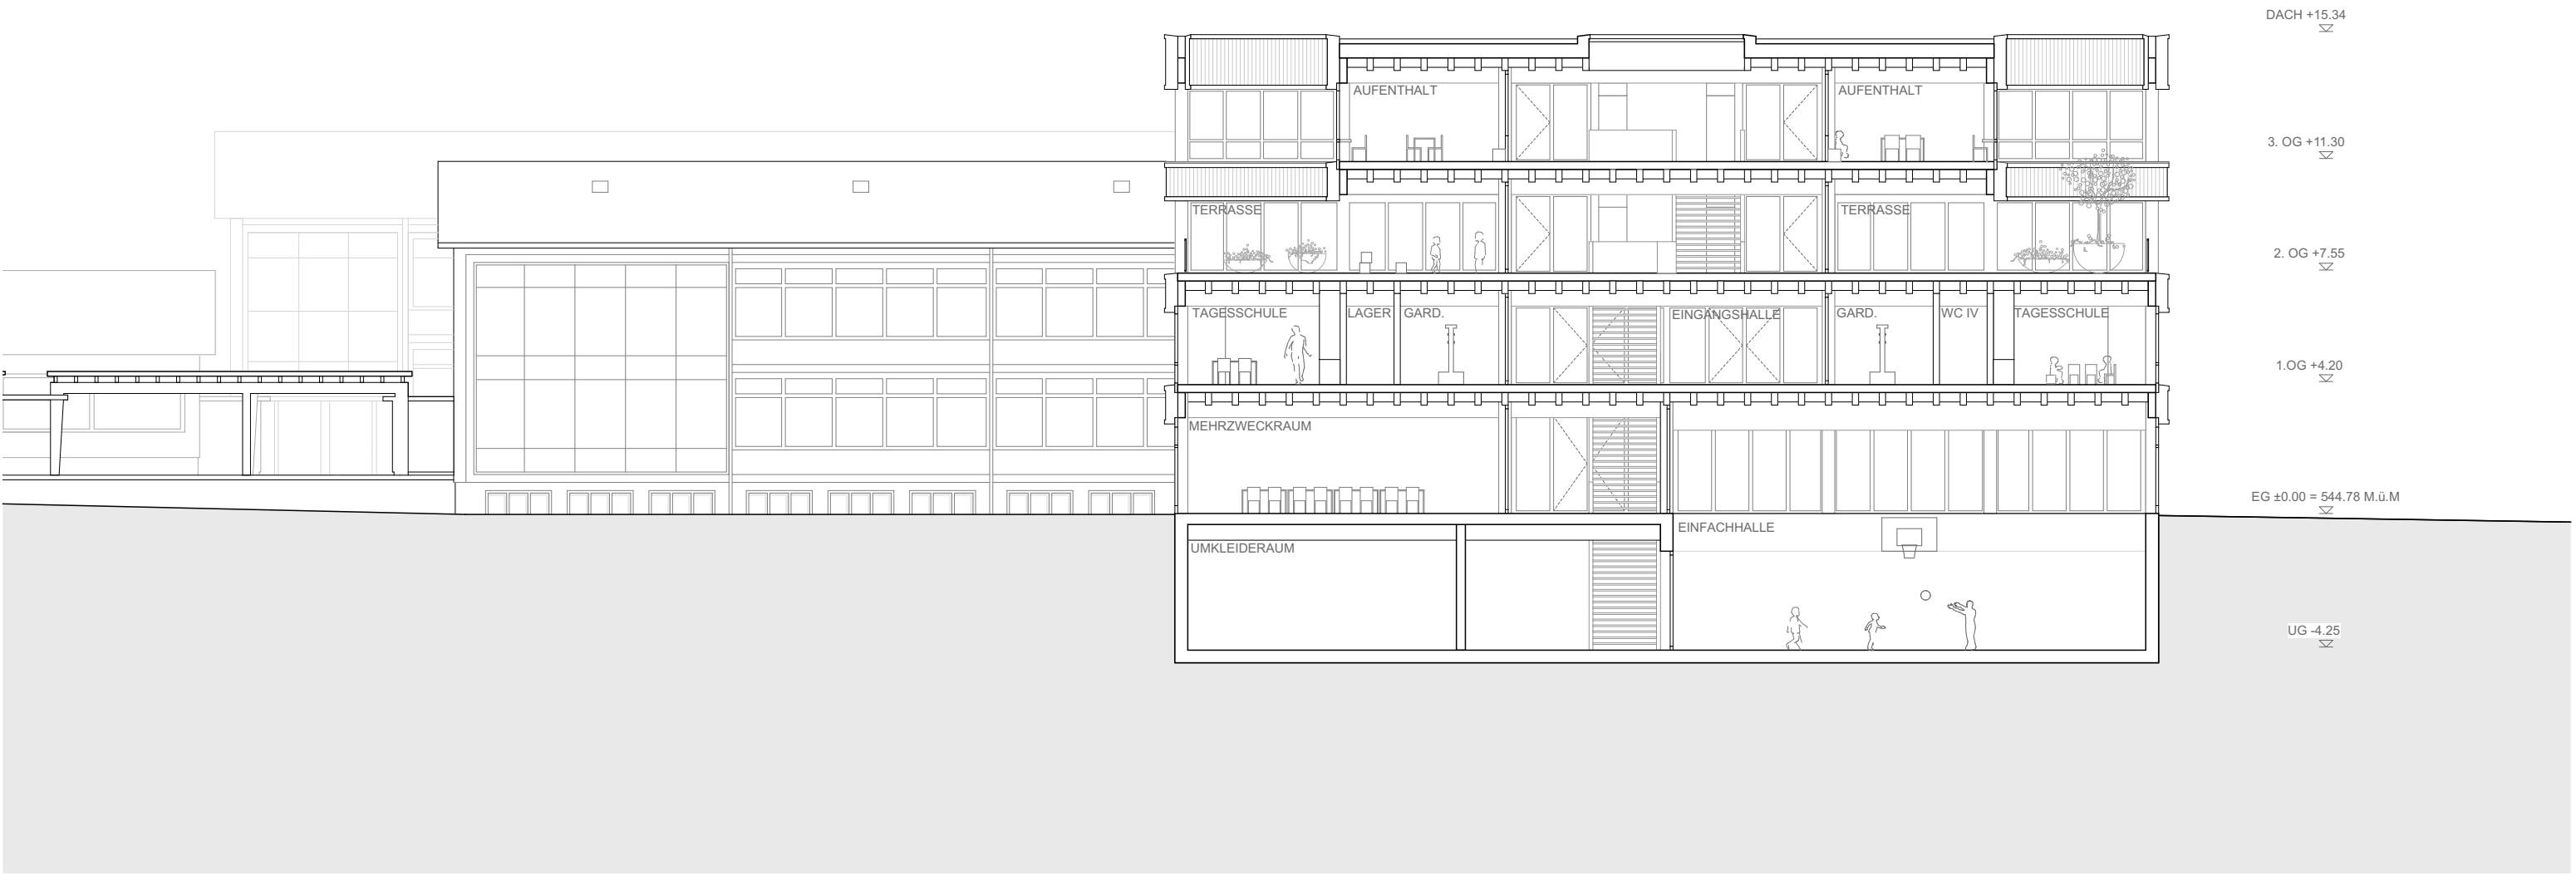 DACH +15.34
AUFENTHALT
AUFENTHALT
3. OG +11.30
TERRASSE
TERRASSE
2. OG +7.55
TAGESSCHULE
LAGER
GARD.
EINGANGSHALLE
GARD.
WC IV
TAGESSCHULE
1.OG +4.20
MEHRZWECKRAUM
EG ±0.00 = 544.78 M.ü.M
EINFACHHALLE
UMKLEIDERAUM
UG -4.25